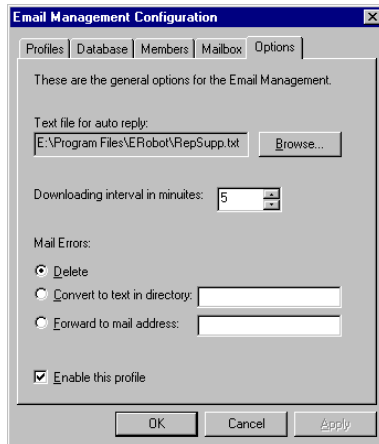 Email Management Configuration
Profiles Database Members Mailbox Options
These are the general options for the Email Management.
Text file for auto reply:
E:\Program Files\ERobot\RepSupp.txt Browse...
Downloading interval in minuites: 5
Mail Errors:
Delete
Convert to text in directory:
Forward to mail address:
Enable this profile
OK Cancel Apply